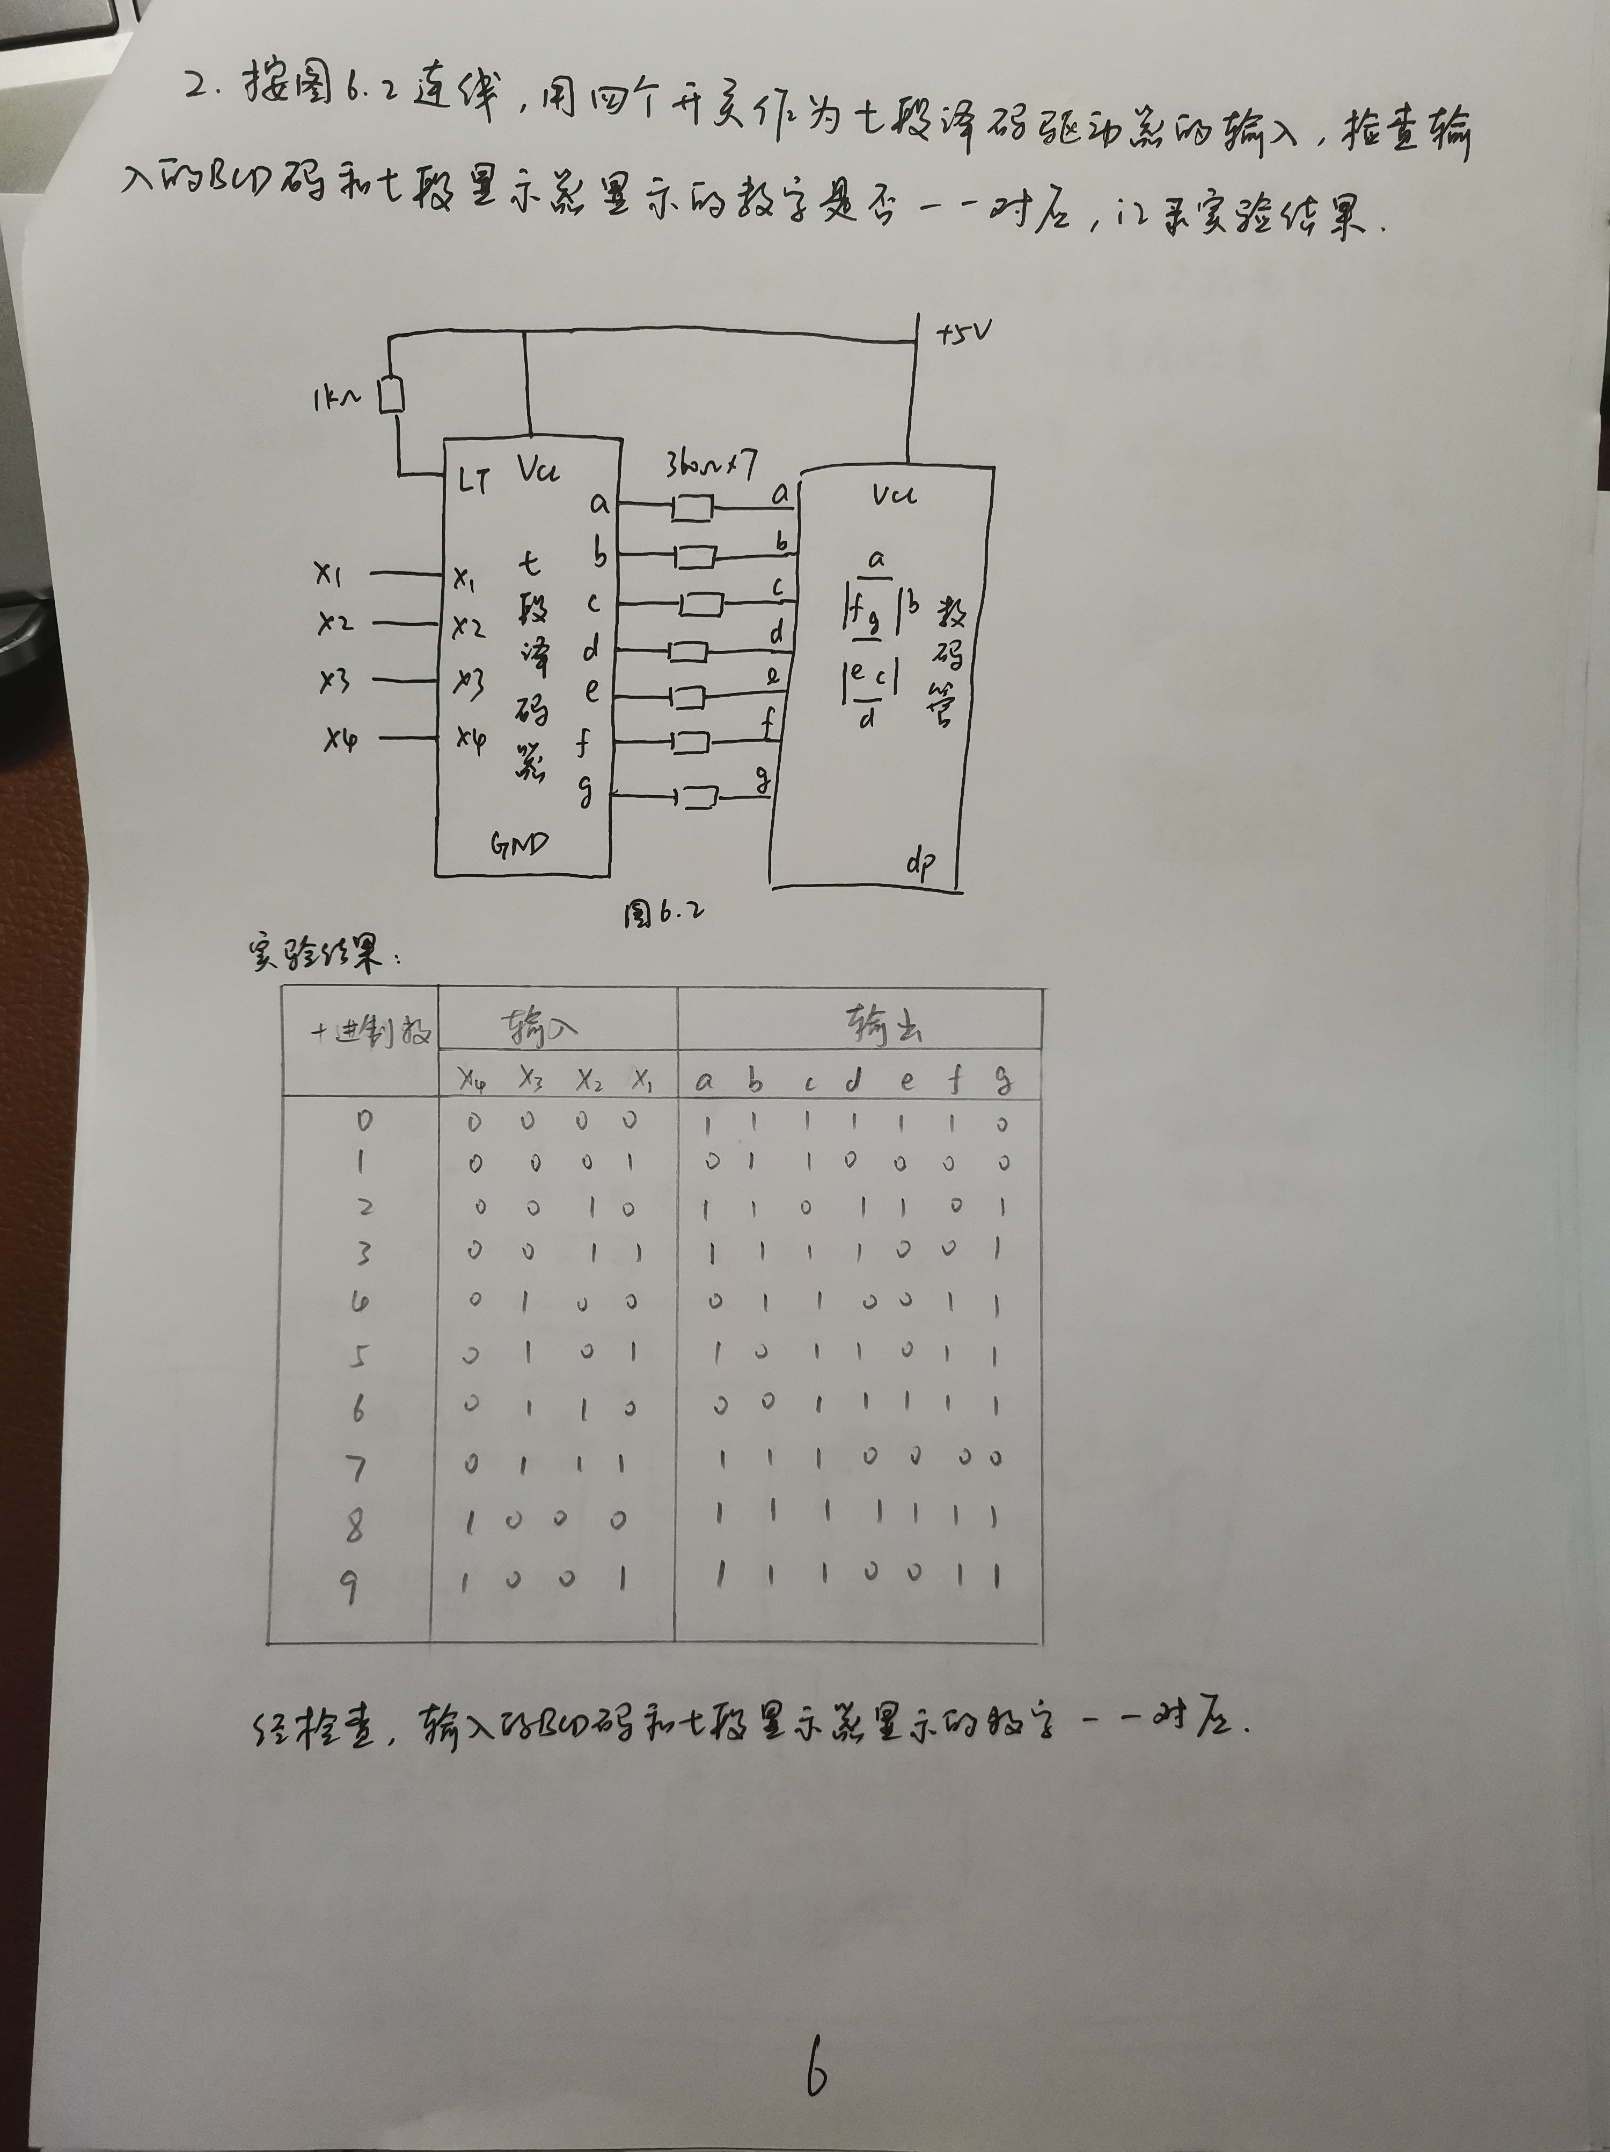 2. 按图6.2连线，用四个开关作为七段译码驱动器的输入，检查输
入的BCD码和七段显示器显示的数字是否一一对应，记录实验结果.
+5V
1kΩ
LT Vcc
360Ω×7
Vcc
a a
b b
c c
d d
e e
f f
g g
X1 X1
X2 X2
X3 X3
X4 X4
七段译码器
a
f b
g
e c
d
数码管
GND
dp
图6.2
实验结果：
十进制数 输入 输出
X4 X3 X2 X1 a b c d e f g
0 0 0 0 0 1 1 1 1 1 1 0
1 0 0 0 1 0 1 1 0 0 0 0
2 0 0 1 0 1 1 0 1 1 0 1
3 0 0 1 1 1 1 1 1 0 0 1
4 0 1 0 0 0 1 1 0 0 1 1
5 0 1 0 1 1 0 1 1 0 1 1
6 0 1 1 0 0 0 1 1 1 1 1
7 0 1 1 1 1 1 1 0 0 0 0
8 1 0 0 0 1 1 1 1 1 1 1
9 1 0 0 1 1 1 1 0 0 1 1
经检查，输入的BCD码和七段显示器显示的数字一一对应.
6